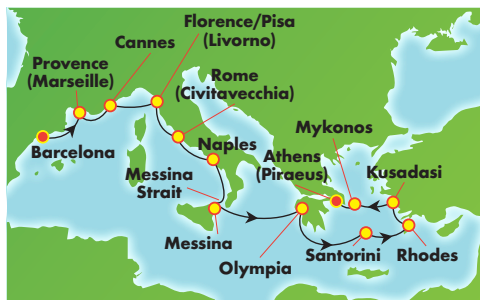 Florence/Pisa
(Livorno)
Cannes
Provence
(Marseille)
Rome
(Civitavecchia)
Barcelona
Naples
Mykonos
Athens
(Piraeus)
Kusadasi
Messina
Strait
Messina
Olympia
Santorini
Rhodes